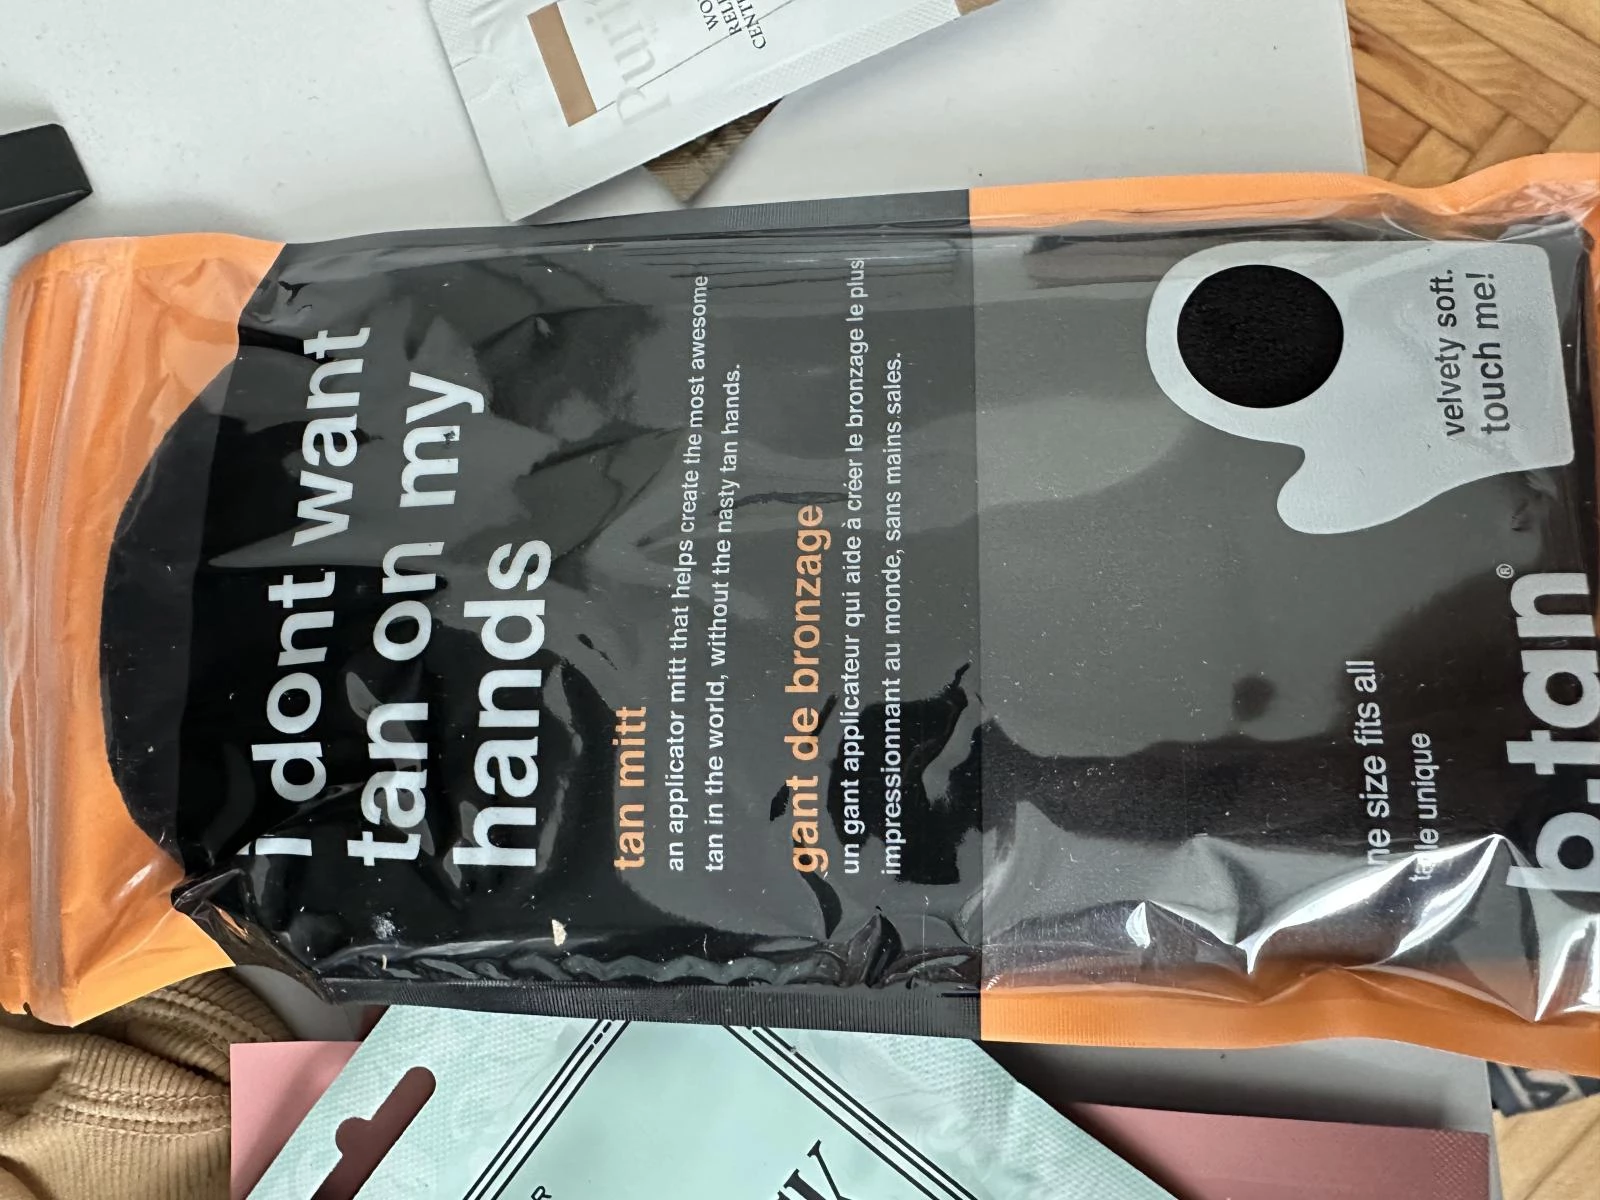 i dont want
tan on my
hands
tan mitt
an applicator mitt that helps create the most awesome
tan in the world, without the nasty tan hands.
gant de bronzage
un gant applicateur qui aide à créer le bronzage le plus
impressionnant au monde, sans mains sales.
velvety soft.
touch me!
one size fits all
taille unique
b.tan®